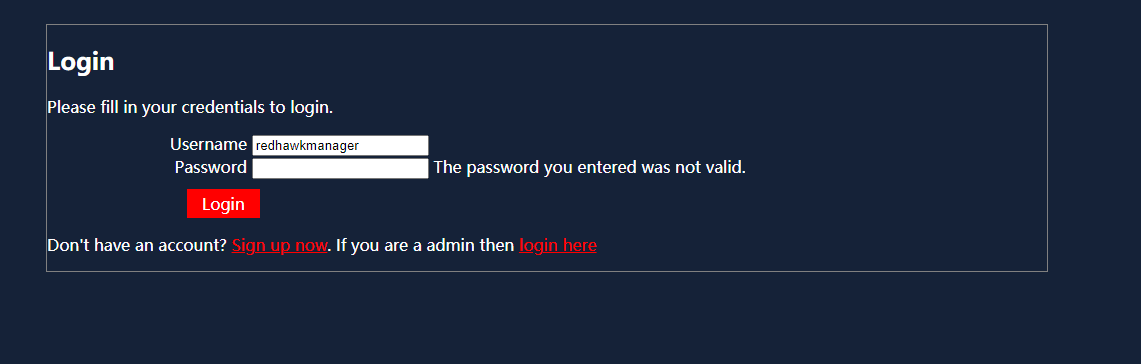 Login
Please fill in your credentials to login.
Username redhawkmanager
Password The password you entered was not valid.
Login
Don't have an account? Sign up now. If you are a admin then login here